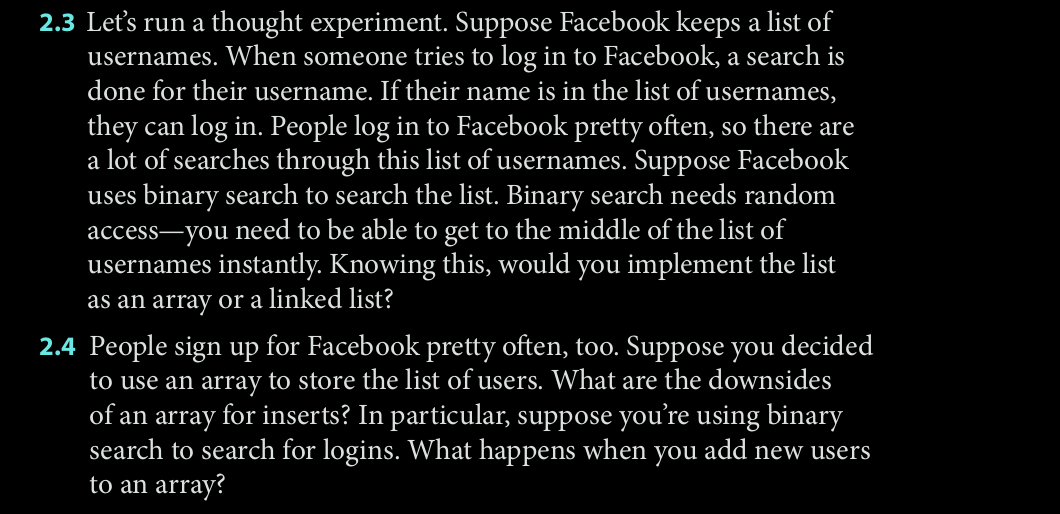 2.3 Let’s run a thought experiment. Suppose Facebook keeps a list of
usernames. When someone tries to log in to Facebook, a search is
done for their username. If their name is in the list of usernames,
they can log in. People log in to Facebook pretty often, so there are
a lot of searches through this list of usernames. Suppose Facebook
uses binary search to search the list. Binary search needs random
access—you need to be able to get to the middle of the list of
usernames instantly. Knowing this, would you implement the list
as an array or a linked list?
2.4 People sign up for Facebook pretty often, too. Suppose you decided
to use an array to store the list of users. What are the downsides
of an array for inserts? In particular, suppose you’re using binary
search to search for logins. What happens when you add new users
to an array?